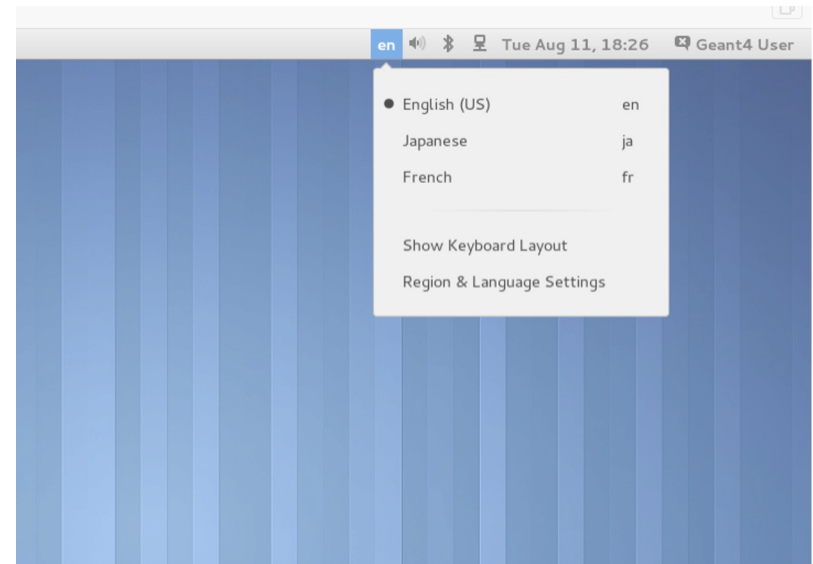 en Tue Aug 11, 18:26 Geant4 User
English (US) en
Japanese ja
French fr
Show Keyboard Layout
Region & Language Settings